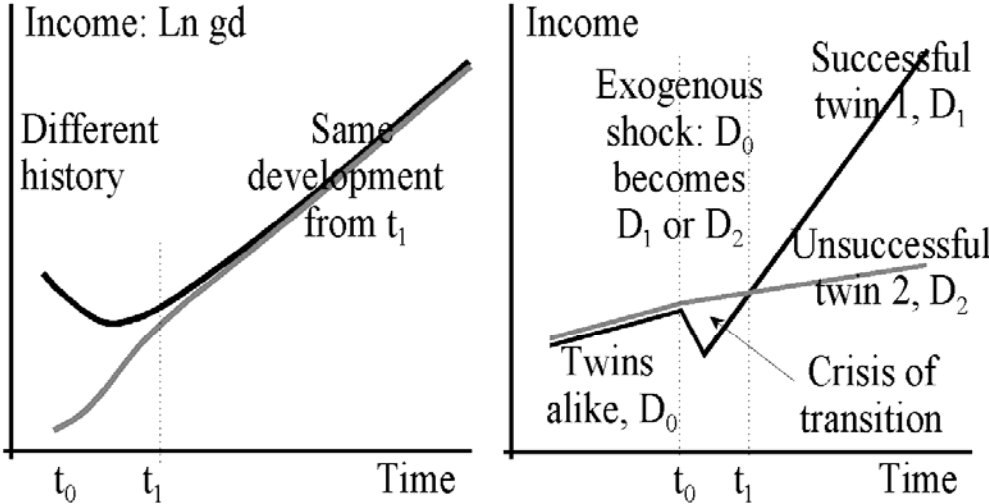 Income: Ln gd
Different
history
Same
development
from t₁
t₀
t₁
Time
Income
Exogenous
shock: D₀
becomes
D₁ or D₂
Successful
twin 1, D₁
Unsuccessful
twin 2, D₂
Twins
alike, D₀
Crisis of
transition
t₀
t₁
Time